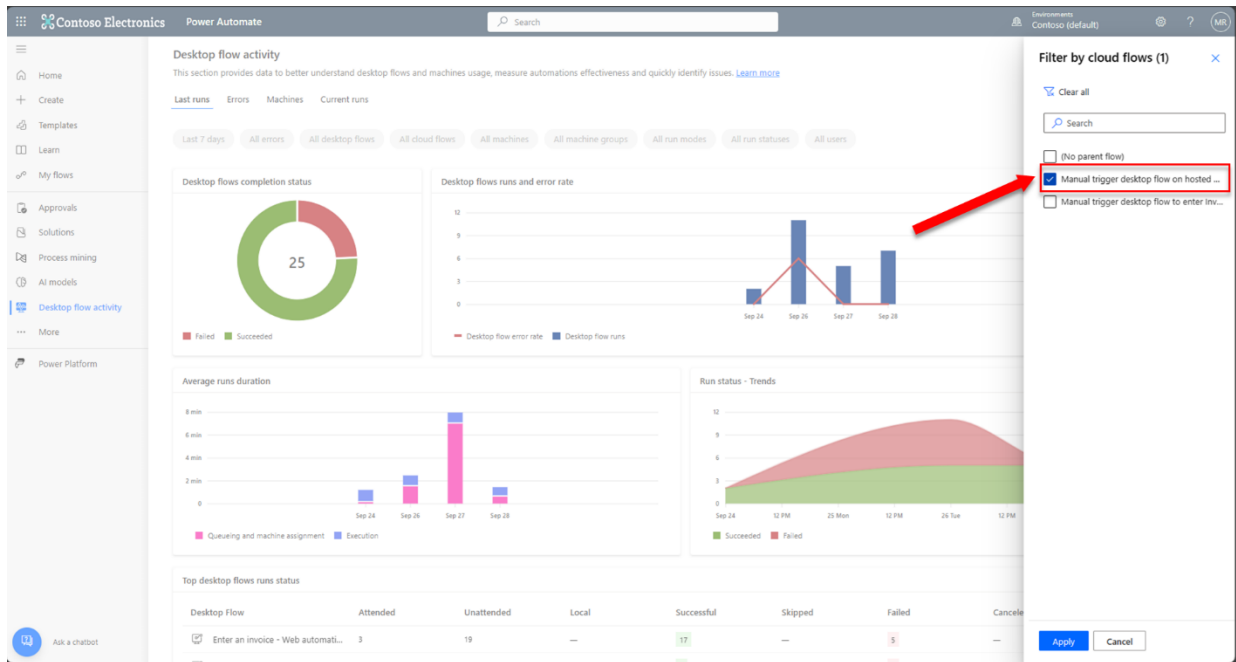 Contoso Electronics Power Automate
Search
Environments
Contoso (default)
?
MR
Home
Create
Templates
Learn
My flows
Approvals
Solutions
Process mining
AI models
Desktop flow activity
More
Power Platform
Ask a chatbot
Desktop flow activity
This section provides data to better understand desktop flows and machines usage, measure automations effectiveness and quickly identify issues. Learn more
Last runs Errors Machines Current runs
Last 7 days All errors All desktop flows All cloud flows All machines All machine groups All run modes All run statuses All users
Desktop flows completion status
25
Failed Succeeded
Desktop flows runs and error rate
12
9
6
3
0
Sep 24 Sep 26 Sep 27 Sep 28
Desktop flow error rate Desktop flow runs
Average runs duration
8 min
6 min
4 min
2 min
0
Sep 24 Sep 26 Sep 27 Sep 28
Queueing and machine assignment Execution
Run status - Trends
12
9
6
3
0
Sep 24 12 PM 25 Mon 12 PM 26 Tue 12 PM
Succeeded Failed
Top desktop flows runs status
Desktop Flow Attended Unattended Local Successful Skipped Failed Cancele
Enter an invoice - Web automati... 3 19 — 17 — 5 —
Filter by cloud flows (1)
Clear all
Search
(No parent flow)
Manual trigger desktop flow on hosted ...
Manual trigger desktop flow to enter Inv...
Apply Cancel